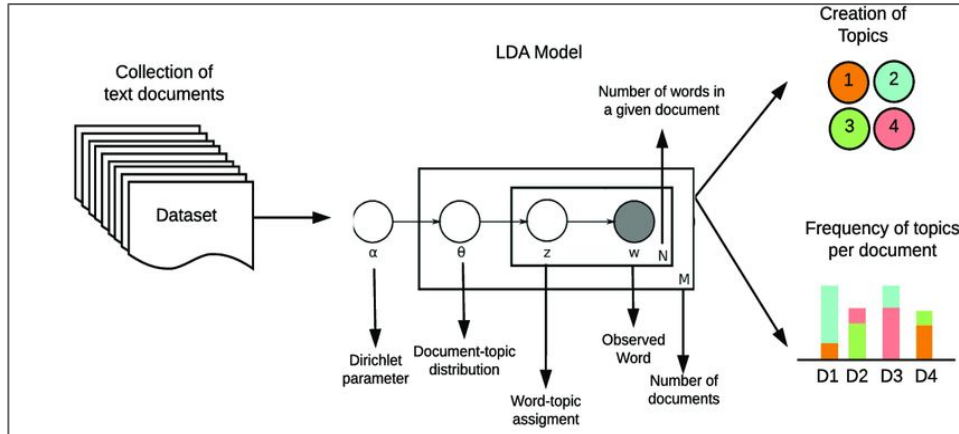 Collection of
text documents
Dataset
LDA Model
Number of words in
a given document
α
θ
z
w
N
M
Dirichlet
parameter
Document-topic
distribution
Word-topic
assigment
Observed
Word
Number of
documents
Creation of
Topics
1
2
3
4
Frequency of topics
per document
D1 D2 D3 D4